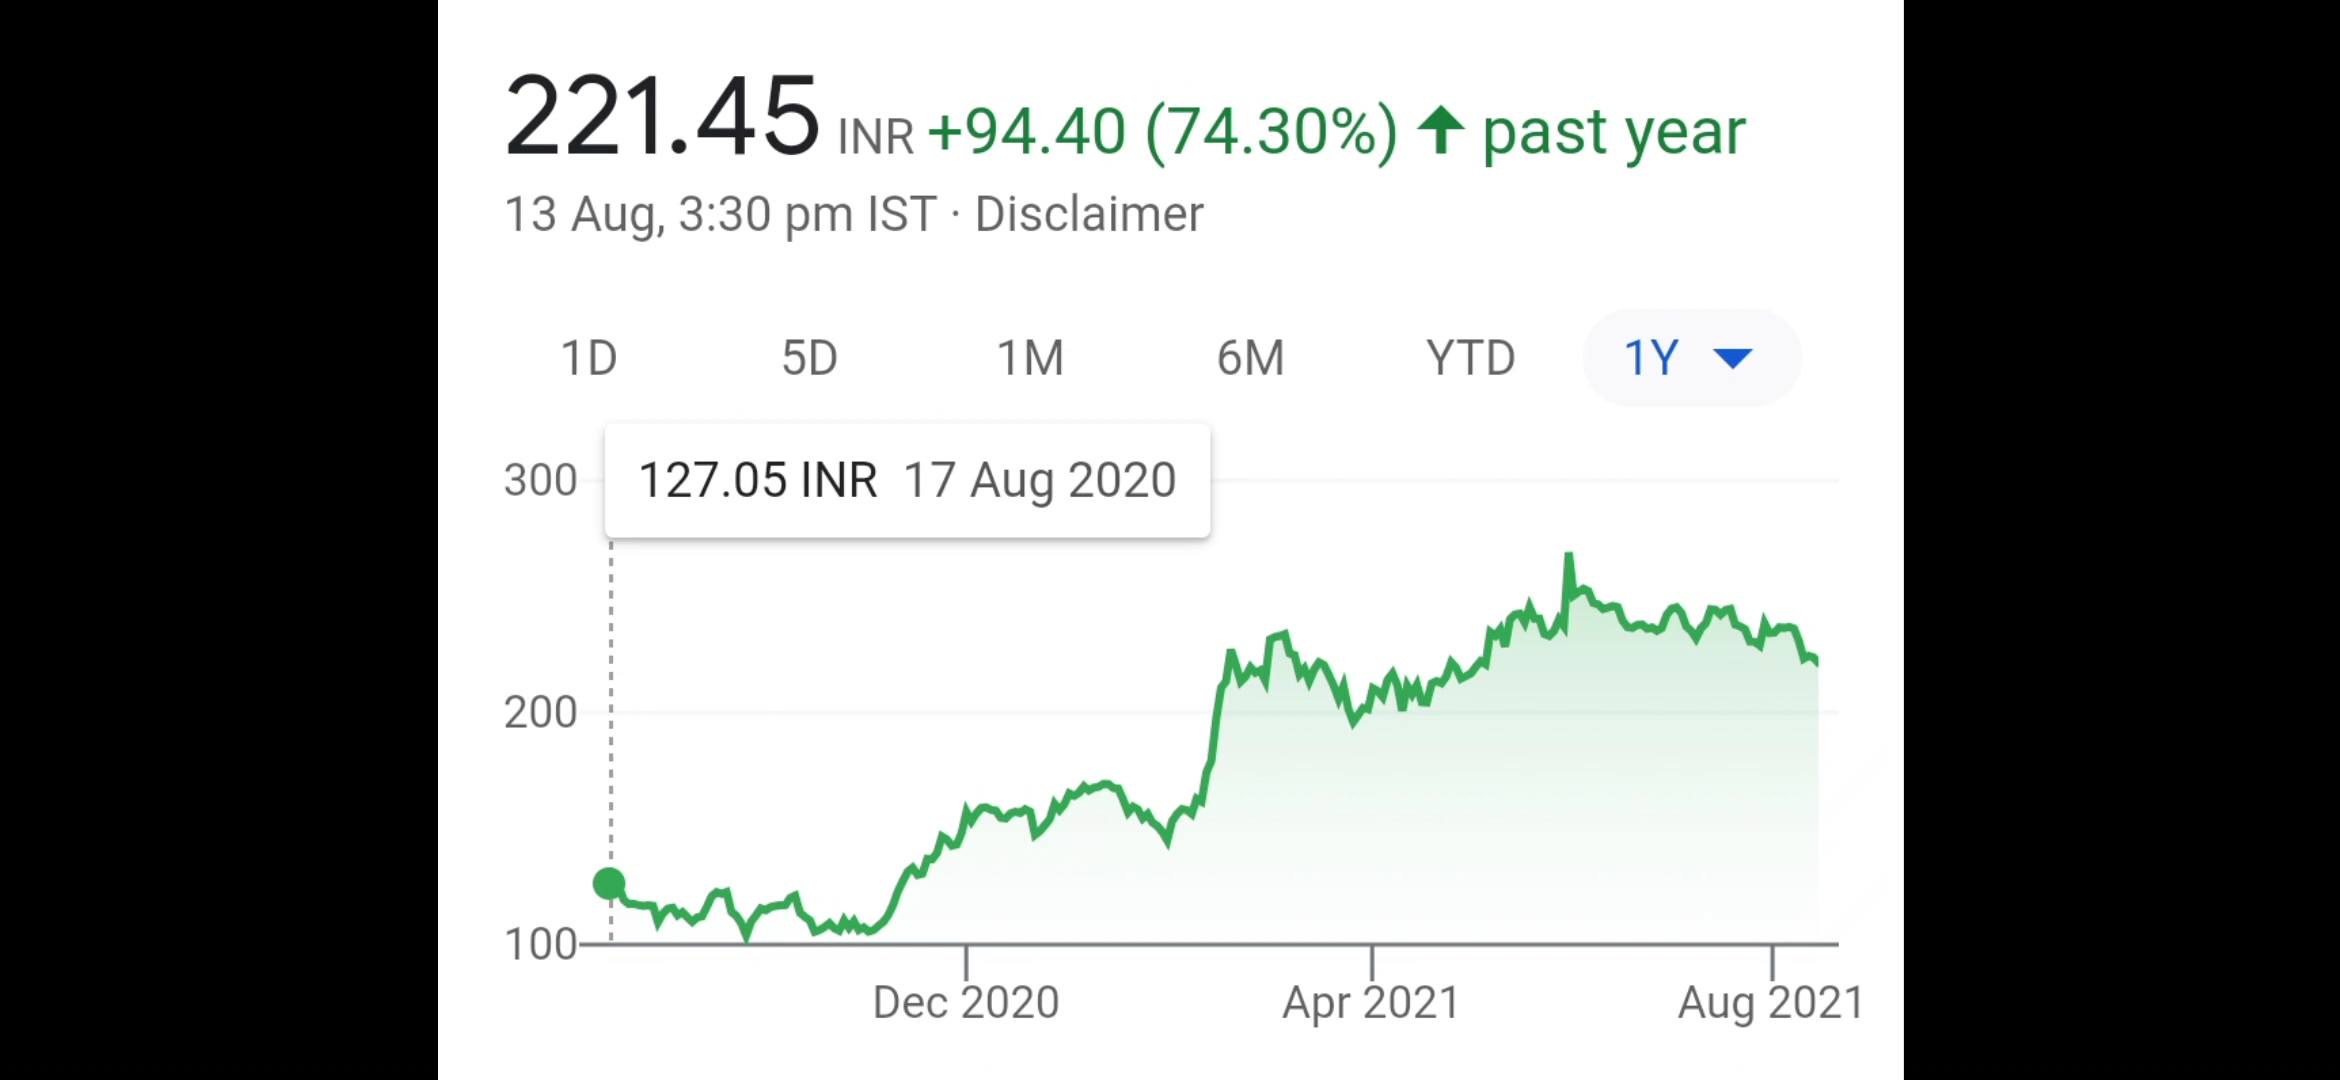 221.45 INR +94.40 (74.30%) ↑ past year
13 Aug, 3:30 pm IST · Disclaimer
1D 5D 1M 6M YTD 1Y
127.05 INR 17 Aug 2020
300
200
100
Dec 2020 Apr 2021 Aug 2021